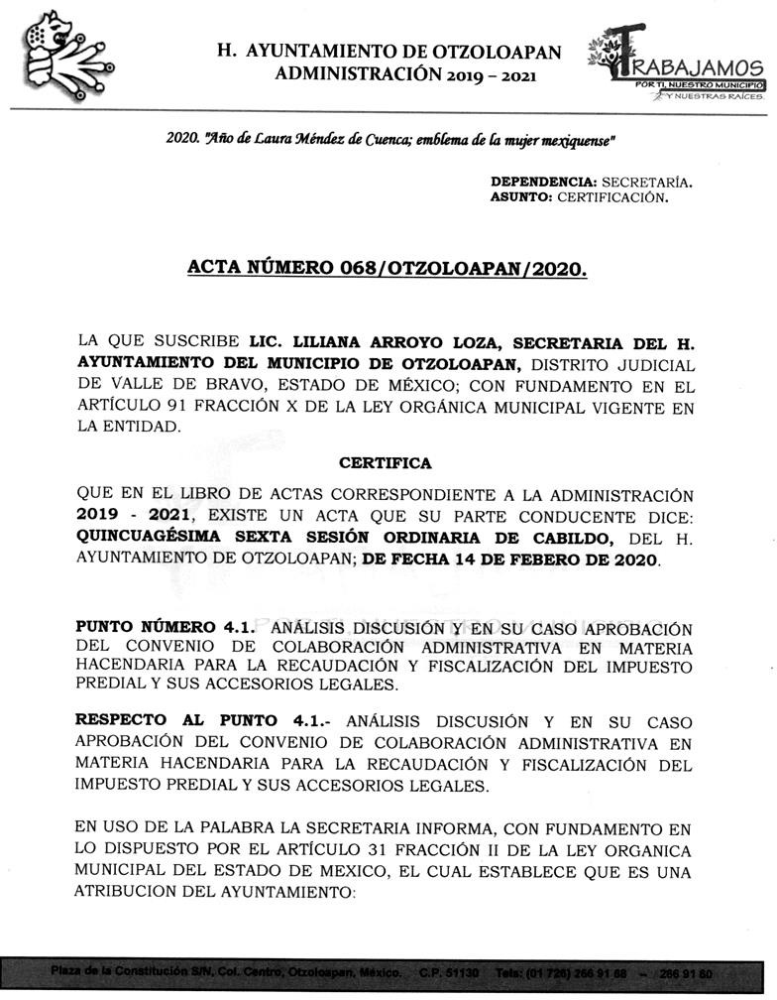 H. AYUNTAMIENTO DE OTZOLOAPAN
ADMINISTRACIÓN 2019 – 2021
TRABAJAMOS
POR TI, NUESTRO MUNICIPIO
Y NUESTRAS RAÍCES.
2020. "Año de Laura Méndez de Cuenca; emblema de la mujer mexiquense"
DEPENDENCIA: SECRETARÍA.
ASUNTO: CERTIFICACIÓN.
ACTA NÚMERO 068/OTZOLOAPAN/2020.
LA QUE SUSCRIBE LIC. LILIANA ARROYO LOZA, SECRETARIA DEL H.
AYUNTAMIENTO DEL MUNICIPIO DE OTZOLOAPAN, DISTRITO JUDICIAL
DE VALLE DE BRAVO, ESTADO DE MÉXICO; CON FUNDAMENTO EN EL
ARTÍCULO 91 FRACCIÓN X DE LA LEY ORGÁNICA MUNICIPAL VIGENTE EN
LA ENTIDAD.
CERTIFICA
QUE EN EL LIBRO DE ACTAS CORRESPONDIENTE A LA ADMINISTRACIÓN
2019 - 2021, EXISTE UN ACTA QUE SU PARTE CONDUCENTE DICE:
QUINCUAGÉSIMA SEXTA SESIÓN ORDINARIA DE CABILDO, DEL H.
AYUNTAMIENTO DE OTZOLOAPAN; DE FECHA 14 DE FEBERO DE 2020.
PUNTO NÚMERO 4.1. ANÁLISIS DISCUSIÓN Y EN SU CASO APROBACIÓN
DEL CONVENIO DE COLABORACIÓN ADMINISTRATIVA EN MATERIA
HACENDARIA PARA LA RECAUDACIÓN Y FISCALIZACIÓN DEL IMPUESTO
PREDIAL Y SUS ACCESORIOS LEGALES.
RESPECTO AL PUNTO 4.1.- ANÁLISIS DISCUSIÓN Y EN SU CASO
APROBACIÓN DEL CONVENIO DE COLABORACIÓN ADMINISTRATIVA EN
MATERIA HACENDARIA PARA LA RECAUDACIÓN Y FISCALIZACIÓN DEL
IMPUESTO PREDIAL Y SUS ACCESORIOS LEGALES.
EN USO DE LA PALABRA LA SECRETARIA INFORMA, CON FUNDAMENTO EN
LO DISPUESTO POR EL ARTÍCULO 31 FRACCIÓN II DE LA LEY ORGANICA
MUNICIPAL DEL ESTADO DE MEXICO, EL CUAL ESTABLECE QUE ES UNA
ATRIBUCION DEL AYUNTAMIENTO:
Plaza de la Constitución S/N, Col. Centro, Otzoloapan, México. C.P. 51130 Tels: (01 726) 266 91 68 – 266 91 60